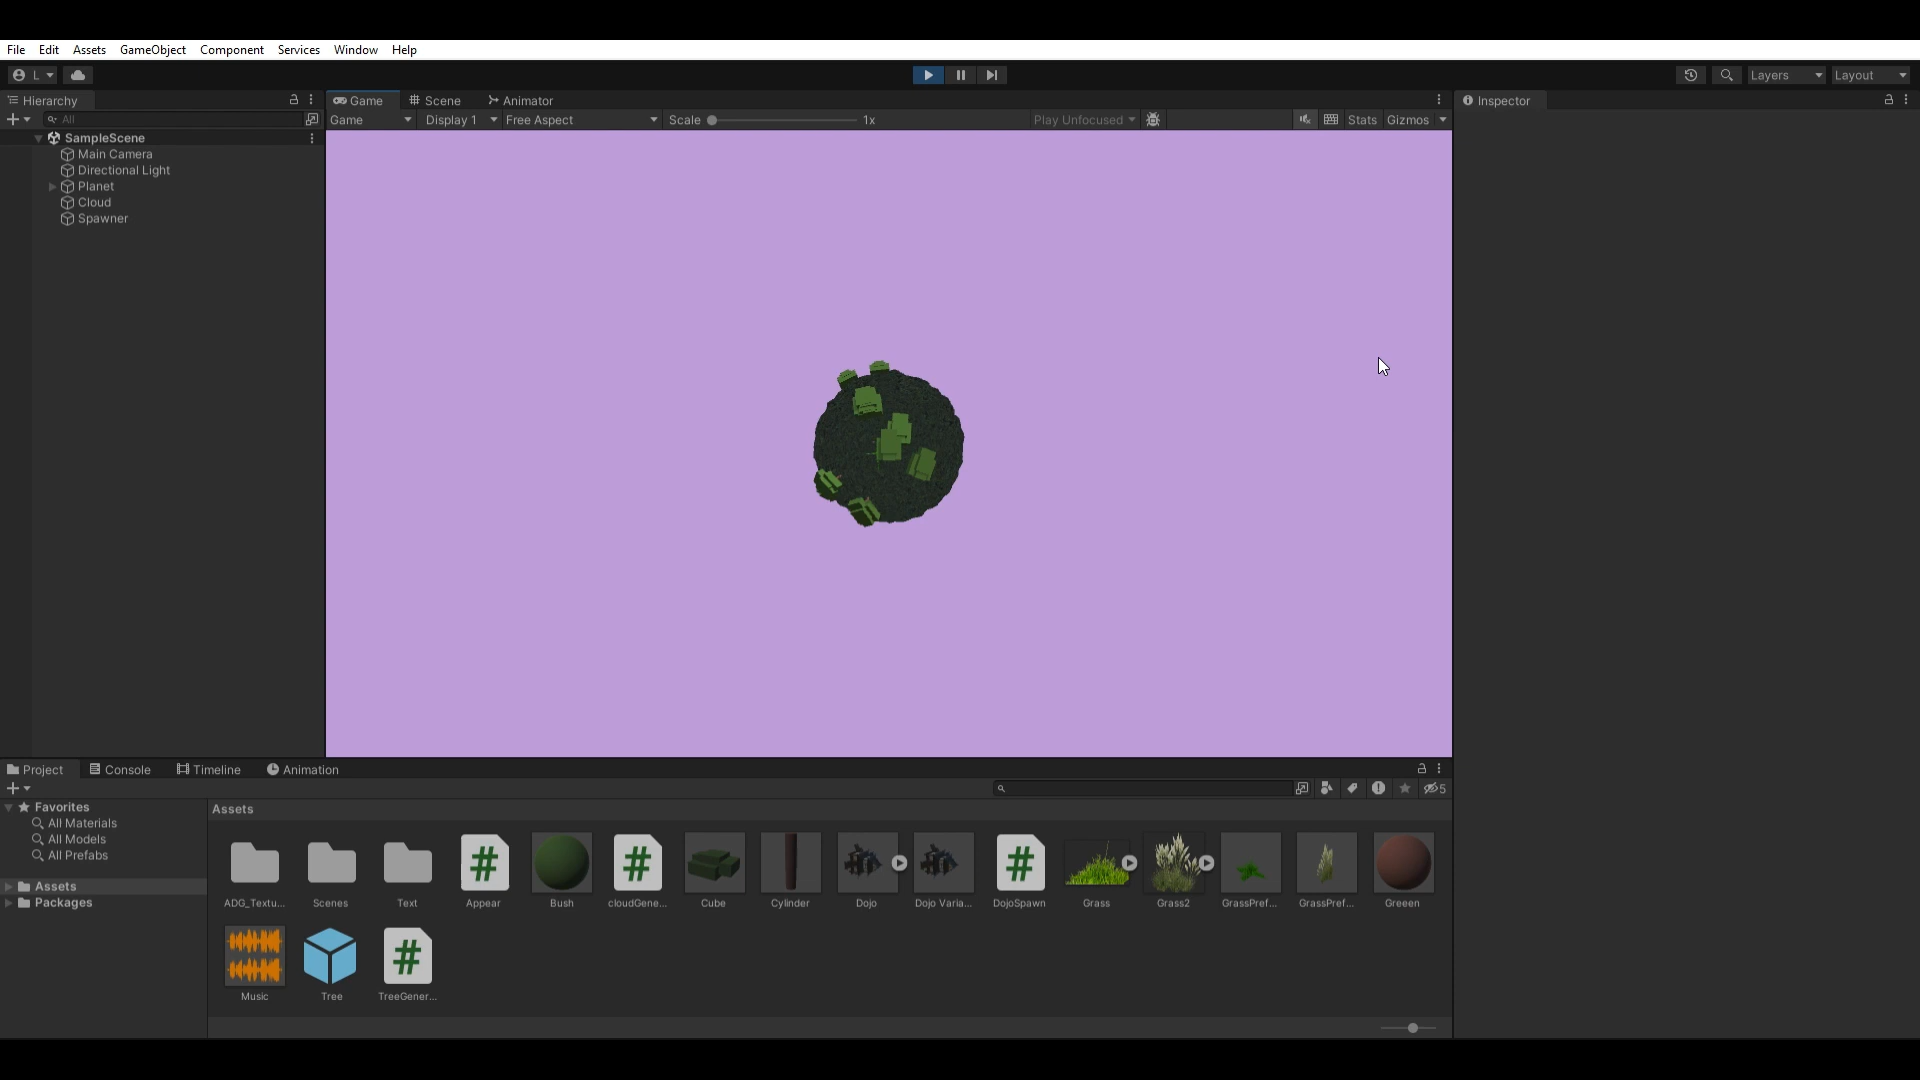 File Edit Assets GameObject Component Services Window Help
L Layers Layout
Hierarchy Game Scene Animator Inspector
All Game Display 1 Free Aspect Scale 1x Play Unfocused Stats Gizmos
SampleScene
Main Camera
Directional Light
Planet
Cloud
Spawner
Project Console Timeline Animation
5
Favorites
All Materials
All Models
All Prefabs
Assets
Packages
Assets
ADG_Textu... Scenes Text Appear Bush cloudGene... Cube Cylinder Dojo Dojo Varia... DojoSpawn Grass Grass2 GrassPref... GrassPref... Greeen
Music Tree TreeGener...